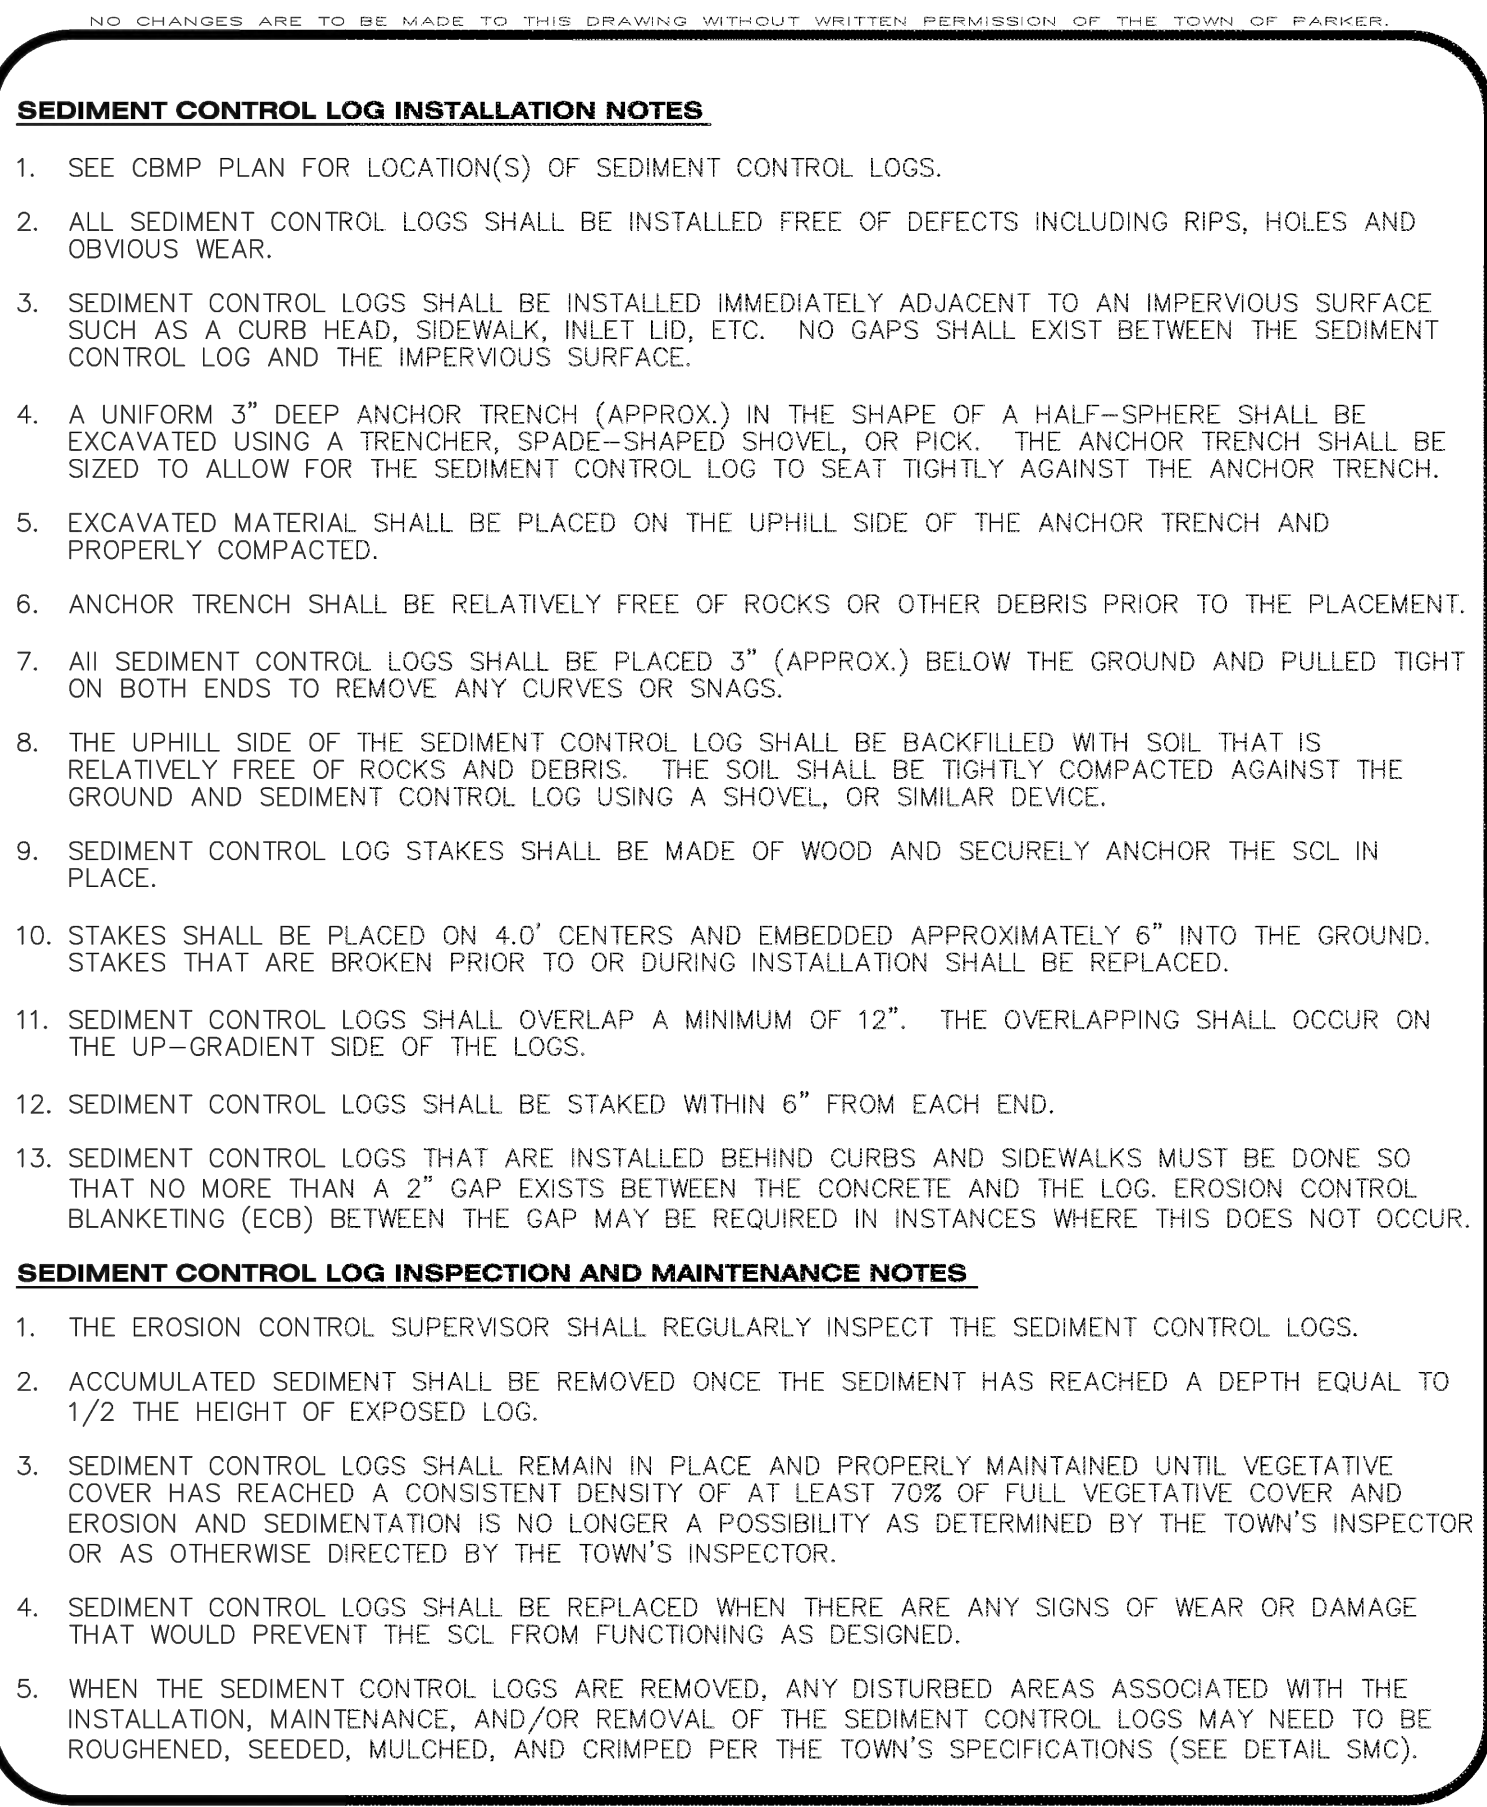 NO CHANGES ARE TO BE MADE TO THIS DRAWING WITHOUT WRITTEN PERMISSION OF THE TOWN OF PARKER.
SEDIMENT CONTROL LOG INSTALLATION NOTES
1. SEE CBMP PLAN FOR LOCATION(S) OF SEDIMENT CONTROL LOGS.
2. ALL SEDIMENT CONTROL LOGS SHALL BE INSTALLED FREE OF DEFECTS INCLUDING RIPS, HOLES AND
OBVIOUS WEAR.
3. SEDIMENT CONTROL LOGS SHALL BE INSTALLED IMMEDIATELY ADJACENT TO AN IMPERVIOUS SURFACE
SUCH AS A CURB HEAD, SIDEWALK, INLET LID, ETC. NO GAPS SHALL EXIST BETWEEN THE SEDIMENT
CONTROL LOG AND THE IMPERVIOUS SURFACE.
4. A UNIFORM 3" DEEP ANCHOR TRENCH (APPROX.) IN THE SHAPE OF A HALF-SPHERE SHALL BE
EXCAVATED USING A TRENCHER, SPADE-SHAPED SHOVEL, OR PICK. THE ANCHOR TRENCH SHALL BE
SIZED TO ALLOW FOR THE SEDIMENT CONTROL LOG TO SEAT TIGHTLY AGAINST THE ANCHOR TRENCH.
5. EXCAVATED MATERIAL SHALL BE PLACED ON THE UPHILL SIDE OF THE ANCHOR TRENCH AND
PROPERLY COMPACTED.
6. ANCHOR TRENCH SHALL BE RELATIVELY FREE OF ROCKS OR OTHER DEBRIS PRIOR TO THE PLACEMENT.
7. All SEDIMENT CONTROL LOGS SHALL BE PLACED 3" (APPROX.) BELOW THE GROUND AND PULLED TIGHT
ON BOTH ENDS TO REMOVE ANY CURVES OR SNAGS.
8. THE UPHILL SIDE OF THE SEDIMENT CONTROL LOG SHALL BE BACKFILLED WITH SOIL THAT IS
RELATIVELY FREE OF ROCKS AND DEBRIS. THE SOIL SHALL BE TIGHTLY COMPACTED AGAINST THE
GROUND AND SEDIMENT CONTROL LOG USING A SHOVEL, OR SIMILAR DEVICE.
9. SEDIMENT CONTROL LOG STAKES SHALL BE MADE OF WOOD AND SECURELY ANCHOR THE SCL IN
PLACE.
10. STAKES SHALL BE PLACED ON 4.0' CENTERS AND EMBEDDED APPROXIMATELY 6" INTO THE GROUND.
STAKES THAT ARE BROKEN PRIOR TO OR DURING INSTALLATION SHALL BE REPLACED.
11. SEDIMENT CONTROL LOGS SHALL OVERLAP A MINIMUM OF 12". THE OVERLAPPING SHALL OCCUR ON
THE UP-GRADIENT SIDE OF THE LOGS.
12. SEDIMENT CONTROL LOGS SHALL BE STAKED WITHIN 6" FROM EACH END.
13. SEDIMENT CONTROL LOGS THAT ARE INSTALLED BEHIND CURBS AND SIDEWALKS MUST BE DONE SO
THAT NO MORE THAN A 2" GAP EXISTS BETWEEN THE CONCRETE AND THE LOG. EROSION CONTROL
BLANKETING (ECB) BETWEEN THE GAP MAY BE REQUIRED IN INSTANCES WHERE THIS DOES NOT OCCUR.
SEDIMENT CONTROL LOG INSPECTION AND MAINTENANCE NOTES
1. THE EROSION CONTROL SUPERVISOR SHALL REGULARLY INSPECT THE SEDIMENT CONTROL LOGS.
2. ACCUMULATED SEDIMENT SHALL BE REMOVED ONCE THE SEDIMENT HAS REACHED A DEPTH EQUAL TO
1/2 THE HEIGHT OF EXPOSED LOG.
3. SEDIMENT CONTROL LOGS SHALL REMAIN IN PLACE AND PROPERLY MAINTAINED UNTIL VEGETATIVE
COVER HAS REACHED A CONSISTENT DENSITY OF AT LEAST 70% OF FULL VEGETATIVE COVER AND
EROSION AND SEDIMENTATION IS NO LONGER A POSSIBILITY AS DETERMINED BY THE TOWN'S INSPECTOR
OR AS OTHERWISE DIRECTED BY THE TOWN'S INSPECTOR.
4. SEDIMENT CONTROL LOGS SHALL BE REPLACED WHEN THERE ARE ANY SIGNS OF WEAR OR DAMAGE
THAT WOULD PREVENT THE SCL FROM FUNCTIONING AS DESIGNED.
5. WHEN THE SEDIMENT CONTROL LOGS ARE REMOVED, ANY DISTURBED AREAS ASSOCIATED WITH THE
INSTALLATION, MAINTENANCE, AND/OR REMOVAL OF THE SEDIMENT CONTROL LOGS MAY NEED TO BE
ROUGHENED, SEEDED, MULCHED, AND CRIMPED PER THE TOWN'S SPECIFICATIONS (SEE DETAIL SMC).